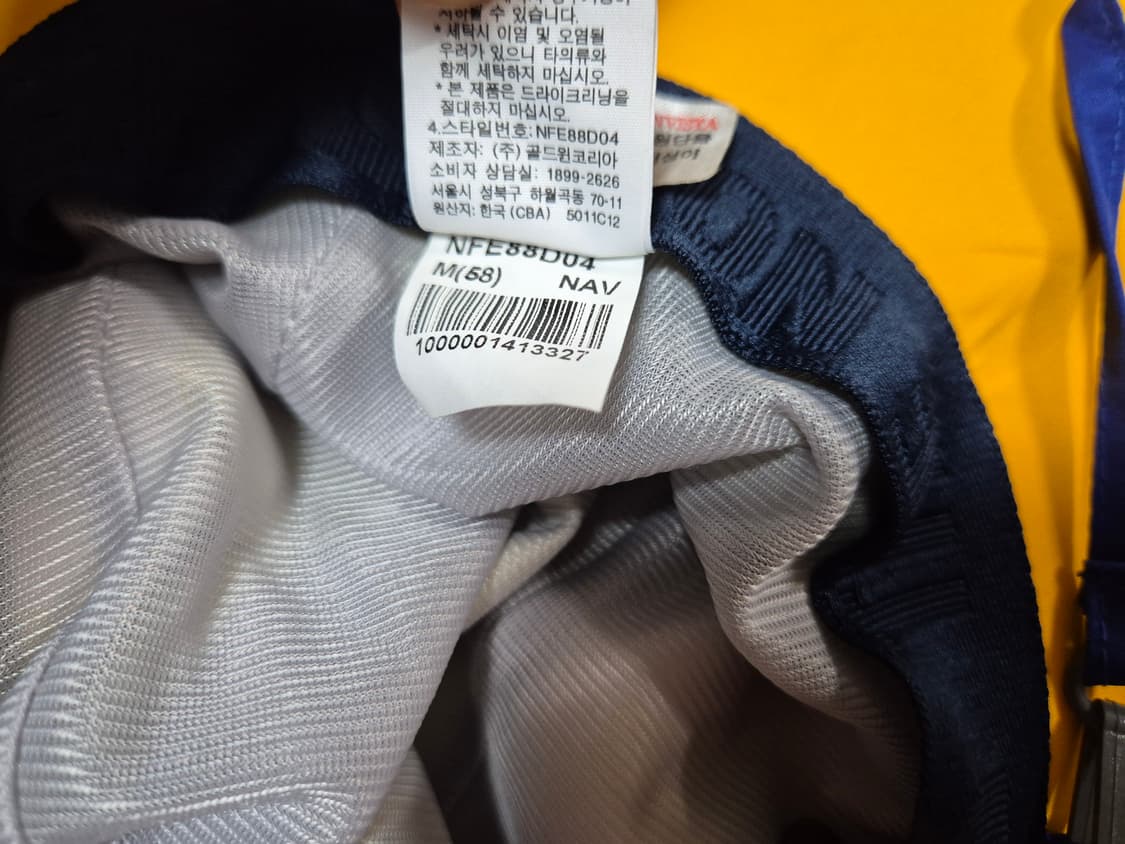 저하될 수 있습니다.
* 세탁시 이염 및 오염될
우려가 있으니 타의류와
함께 세탁하지 마십시오.
* 본 제품은 드라이크리닝을
절대하지 마십시오.
4.스타일번호: NFE88D04
제조자: (주) 골드윈코리아
소비자 상담실: 1899-2626
서울시 성북구 하월곡동 70-11
원산지: 한국 (CBA) 5011C12
NFE88D04
M(58) NAV
1000001413327